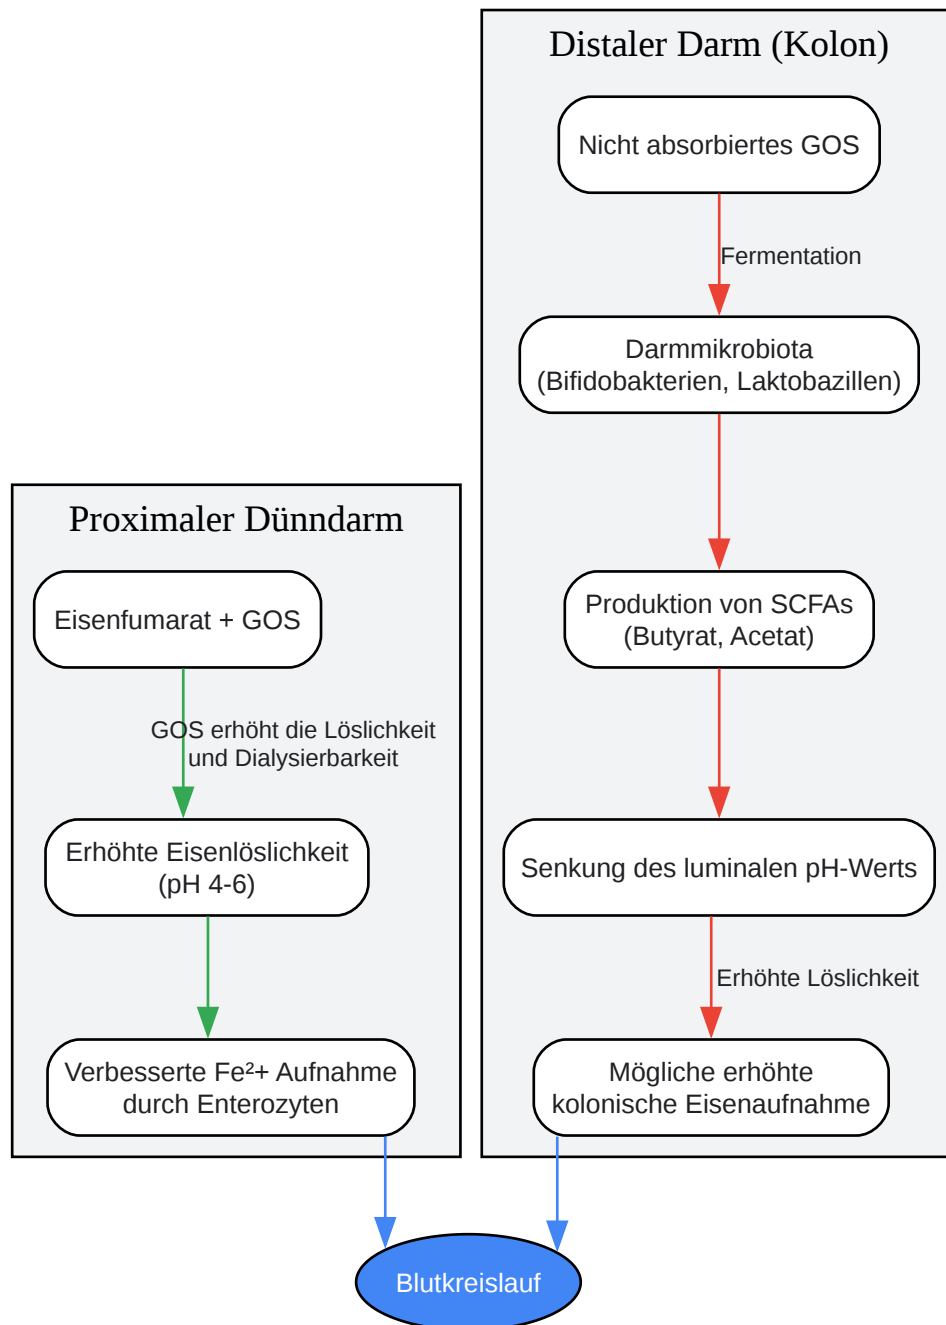 Distaler Darm (Kolon)
Nicht absorbiertes GOS
Fermentation
Darmmikrobiota
(Bifidobakterien, Laktobazillen)
Produktion von SCFAs
(Butyrat, Acetat)
Senkung des luminalen pH-Werts
Erhöhte Löslichkeit
Mögliche erhöhte
kolonische Eisenaufnahme
Proximaler Dünndarm
Eisenfumarat + GOS
GOS erhöht die Löslichkeit
und Dialysierbarkeit
Erhöhte Eisenlöslichkeit
(pH 4-6)
Verbesserte Fe²+ Aufnahme
durch Enterozyten
Blutkreislauf